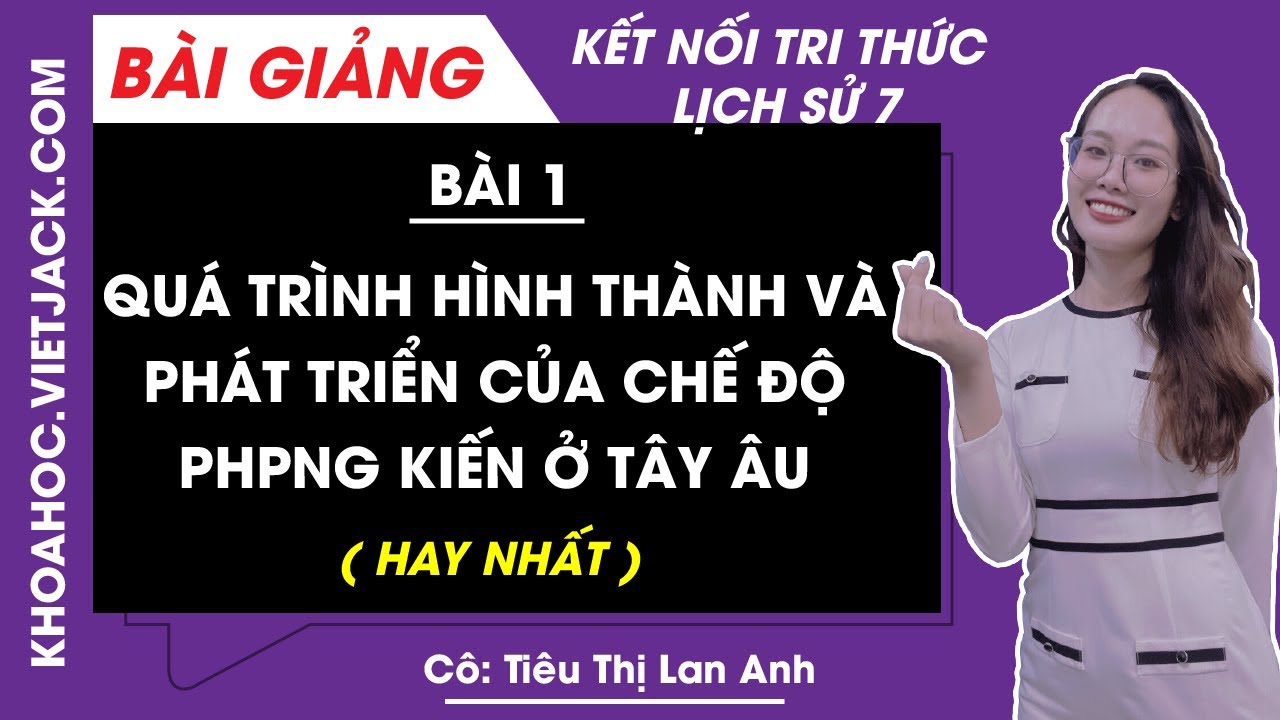 BÀI GIẢNG
KẾT NỐI TRI THỨC
LỊCH SỬ 7
BÀI 1
QUÁ TRÌNH HÌNH THÀNH VÀ
PHÁT TRIỂN CỦA CHẾ ĐỘ
PHPNG KIẾN Ở TÂY ÂU
( HAY NHẤT )
Cô: Tiêu Thị Lan Anh
KHOAHOC.VIETJACK.COM